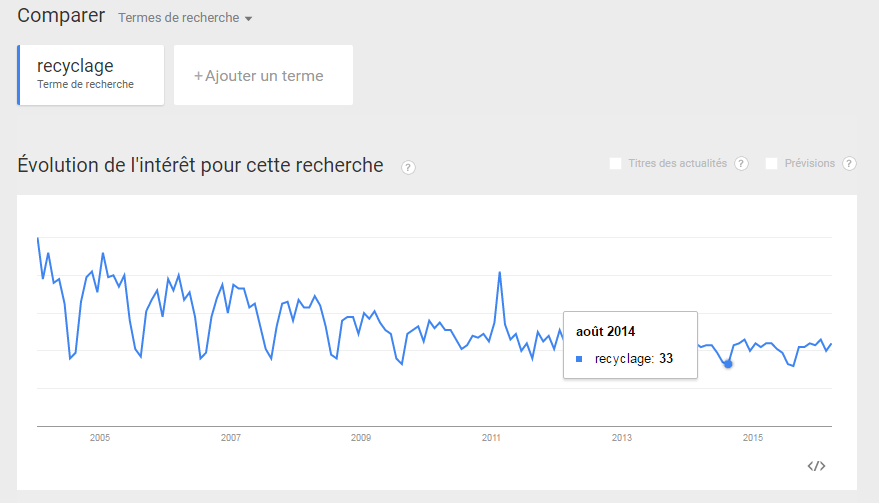 Comparer Termes de recherche
recyclage
Terme de recherche
+Ajouter un terme
Évolution de l'intérêt pour cette recherche ?
Titres des actualités ? Prévisions ?
août 2014
recyclage: 33
2005 2007 2009 2011 2013 2015
</>